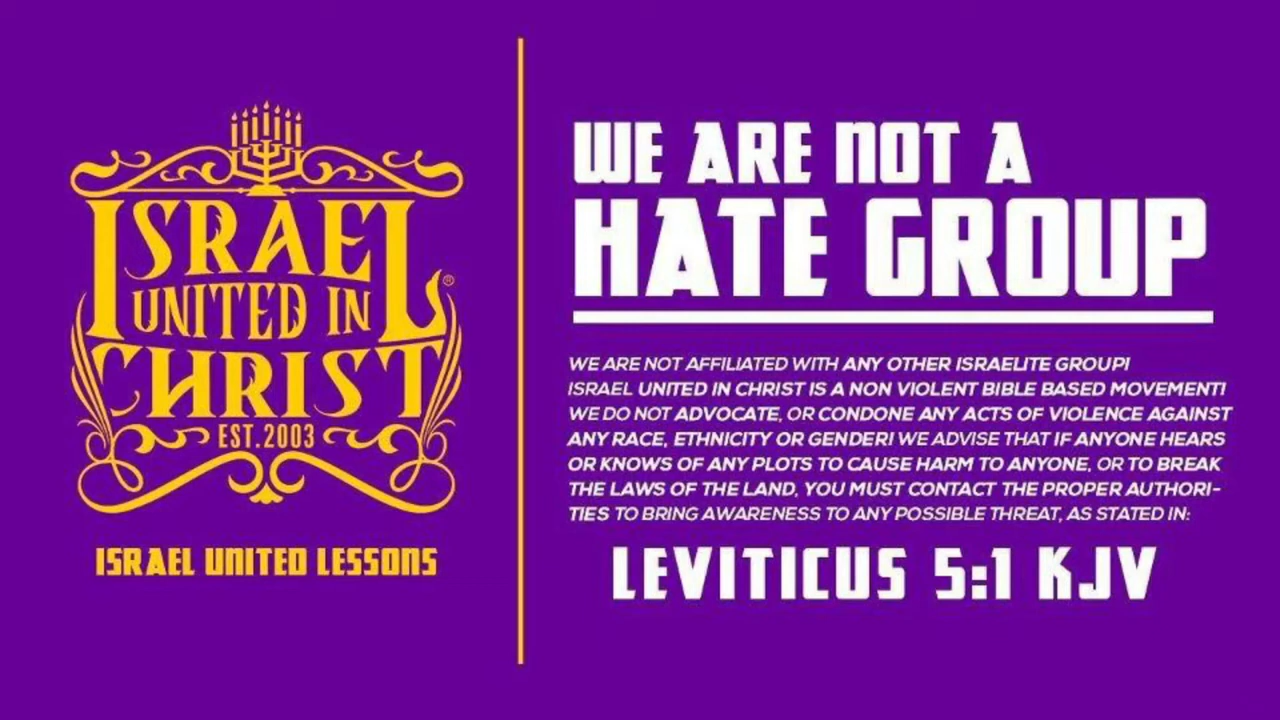 ISRAEL
UNITED IN
CHRIST
®
EST.2003
ISRAEL UNITED LESSONS
WE ARE NOT A
HATE GROUP
WE ARE NOT AFFILIATED WITH ANY OTHER ISRAELITE GROUP!
ISRAEL UNITED IN CHRIST IS A NON VIOLENT BIBLE BASED MOVEMENT!
WE DO NOT ADVOCATE, OR CONDONE ANY ACTS OF VIOLENCE AGAINST
ANY RACE, ETHNICITY OR GENDER! WE ADVISE THAT IF ANYONE HEARS
OR KNOWS OF ANY PLOTS TO CAUSE HARM TO ANYONE, OR TO BREAK
THE LAWS OF THE LAND, YOU MUST CONTACT THE PROPER AUTHORI-
TIES TO BRING AWARENESS TO ANY POSSIBLE THREAT, AS STATED IN:
LEVITICUS 5:1 KJV